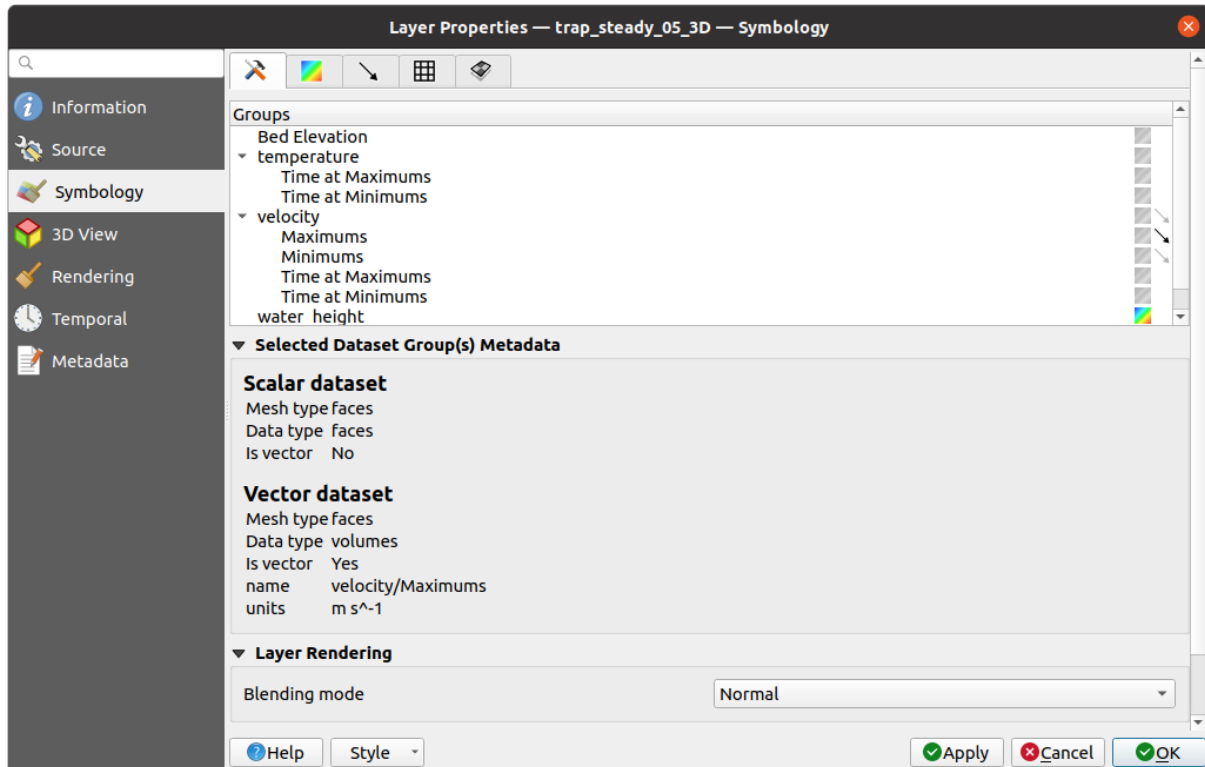 Layer Properties — trap_steady_05_3D — Symbology
Information
Source
Symbology
3D View
Rendering
Temporal
Metadata
Groups
Bed Elevation
temperature
Time at Maximums
Time at Minimums
velocity
Maximums
Minimums
Time at Maximums
Time at Minimums
water_height
Selected Dataset Group(s) Metadata
Scalar dataset
Mesh type faces
Data type faces
Is vector No
Vector dataset
Mesh type faces
Data type volumes
Is vector Yes
name velocity/Maximums
units m s^-1
Layer Rendering
Blending mode Normal
Help Style Apply Cancel OK